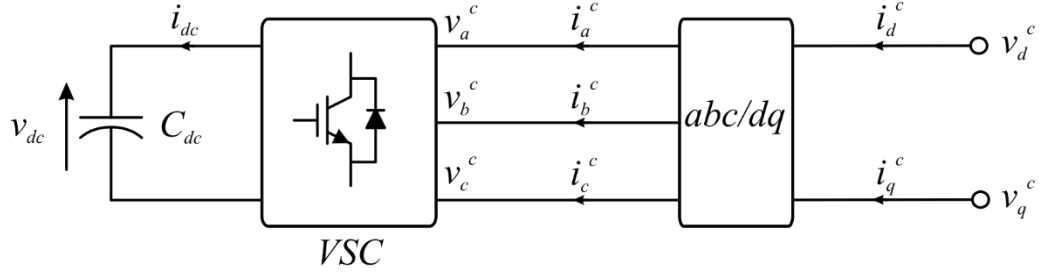 i_dc v_a^c i_a^c i_d^c v_d^c
v_dc C_dc v_b^c i_b^c abc/dq
v_c^c i_c^c i_q^c v_q^c
VSC